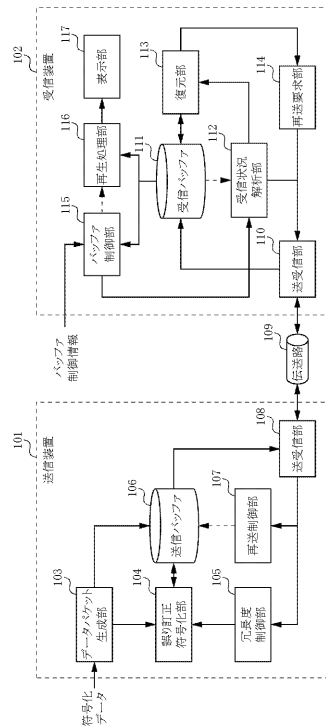 101
送信装置
符号化
データ
103
データパケット
生成部
104
誤り訂正
符号化部
105
冗長度
制御部
106
送信バッファ
107
再送制御部
108
送受信部
109
伝送路
102
受信装置
バッファ
制御情報
110
送受信部
111
受信バッファ
112
受信状況
解析部
113
復元部
114
再送要求部
115
バッファ
制御部
116
再生処理部
117
表示部